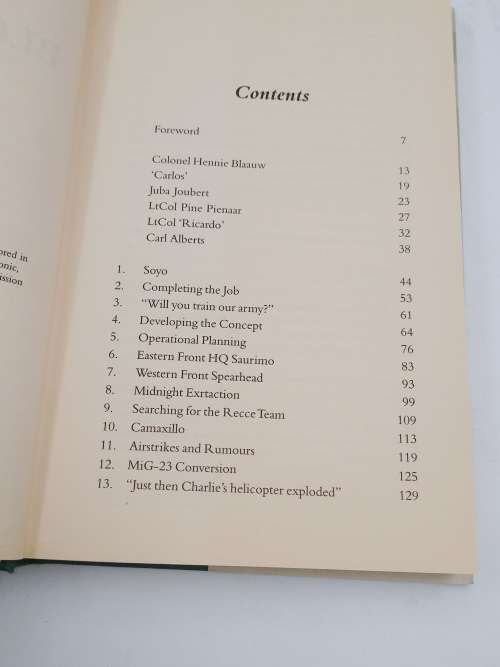 ored in
onic,
ission
Contents
Foreword 7
Colonel Hennie Blaauw 13
‘Carlos’ 19
Juba Joubert 23
LtCol Pine Pienaar 27
LtCol ‘Ricardo’ 32
Carl Alberts 38
1. Soyo 44
2. Completing the Job 53
3. “Will you train our army?” 61
4. Developing the Concept 64
5. Operational Planning 76
6. Eastern Front HQ Saurimo 83
7. Western Front Spearhead 93
8. Midnight Exrtaction 99
9. Searching for the Recce Team 109
10. Camaxillo 113
11. Airstrikes and Rumours 119
12. MiG-23 Conversion 125
13. “Just then Charlie’s helicopter exploded” 129